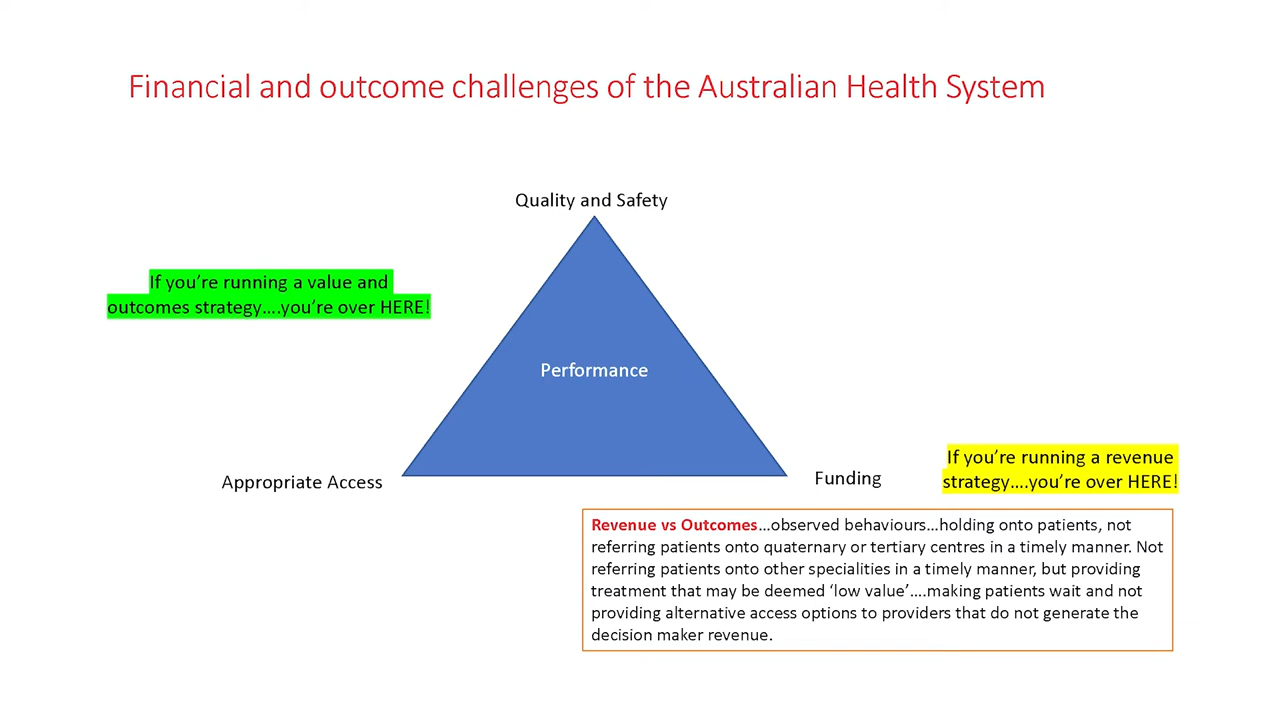 Financial and outcome challenges of the Australian Health System
Quality and Safety
If you’re running a value and
outcomes strategy….you’re over HERE!
Performance
Appropriate Access
Funding
If you’re running a revenue
strategy….you’re over HERE!
Revenue vs Outcomes…observed behaviours…holding onto patients, not
referring patients onto quaternary or tertiary centres in a timely manner. Not
referring patients onto other specialities in a timely manner, but providing
treatment that may be deemed ‘low value’….making patients wait and not
providing alternative access options to providers that do not generate the
decision maker revenue.